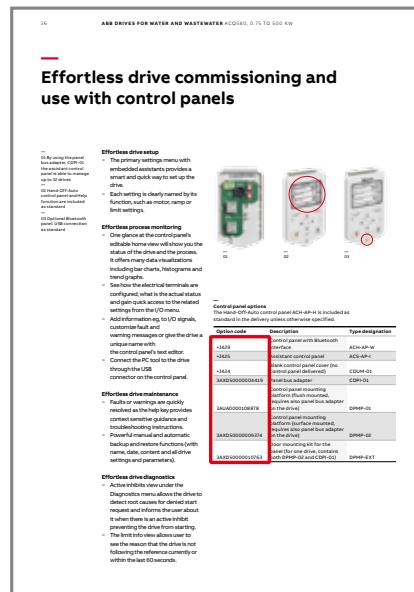 26
ABB DRIVES FOR WATER AND WASTEWATER ACQ580, 0.75 TO 500 KW
Effortless drive commissioning and
use with control panels
—
01 By using the panel
bus adapter, CDPI-01
the assistant control
panel is able to manage
up to 32 drives
—
02 Hand-Off-Auto
control panel and Help
function are included
as standard
—
03 Optional Bluetooth
panel. USB connection
as standard
Effortless drive setup
– The primary settings menu with
embedded assistants provides a
smart and quick way to set up the
drive.
– Each setting is clearly named by its
function, such as motor, ramp or
limit settings.
Effortless process monitoring
– One glance at the control panel's
editable home view will show you the
status of the drive and the process.
It offers many data visualizations
including bar charts, histograms and
trend graphs.
– See how the electrical terminals are
configured, what is the actual status
and gain quick access to the related
settings from the I/O menu.
– Add information eg, to I/O signals,
customize fault and
warning messages or give the drive a
unique name with
the control panel's text editor.
– Connect the PC tool to the drive
through the USB
connector on the control panel.
Effortless drive maintenance
– Faults or warnings are quickly
resolved as the help key provides
context sensitive guidance and
troubleshooting instructions.
– Powerful manual and automatic
backup and restore functions (with
name, date, content and all drive
settings and parameters).
Effortless drive diagnostics
– Active inhibits view under the
Diagnostics menu allows the drive to
detect root causes for denied start
request and informs the user about
it when there is an active inhibit
preventing the drive from starting.
– The limit info view allows user to
see the reason that the drive is not
following the reference currently or
within the last 60 seconds.
—
01
—
02
—
03
—
Control panel options
The Hand-Off-Auto control panel ACH-AP-H is included as
standard in the delivery unless otherwise specified.
Option code Description Type designation
Control panel with Bluetooth
+J429 interface ACH-AP-W
+J425 Assistant control panel ACS-AP-I
Blank control panel cover (no
+J424 control panel delivered) CDUM-01
3AXD50000004419 Panel bus adapter CDPI-01
Control panel mounting
platform (flush mounted,
requires also panel bus adapter
3AUA0000108878 on the drive) DPMP-01
Control panel mounting
platform (surface mounted,
requires also panel bus adapter
3AXD50000009374 on the drive) DPMP-02
Door mounting kit for the
panel (for one drive, contains
3AXD50000010763 both DPMP-02 and CDPI-01) DPMP-EXT